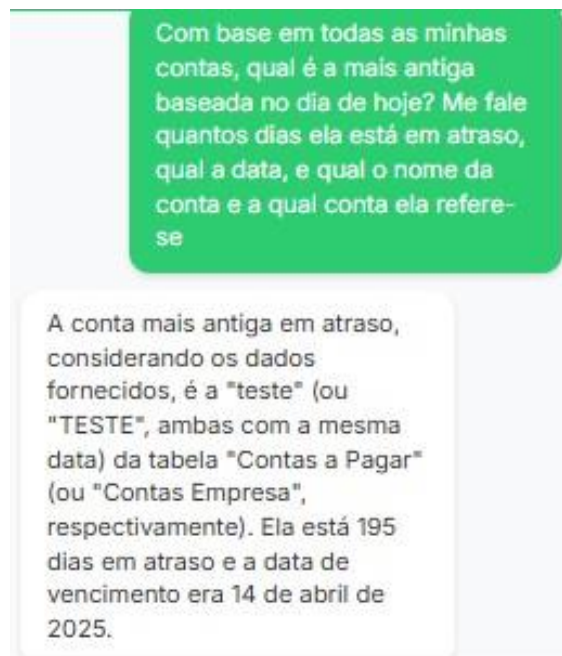 Com base em todas as minhas
contas, qual é a mais antiga
baseada no dia de hoje? Me fale
quantos dias ela está em atraso,
qual a data, e qual o nome da
conta e a qual conta ela refere-
se
A conta mais antiga em atraso,
considerando os dados
fornecidos, é a "teste" (ou
"TESTE", ambas com a mesma
data) da tabela "Contas a Pagar"
(ou "Contas Empresa",
respectivamente). Ela está 195
dias em atraso e a data de
vencimento era 14 de abril de
2025.